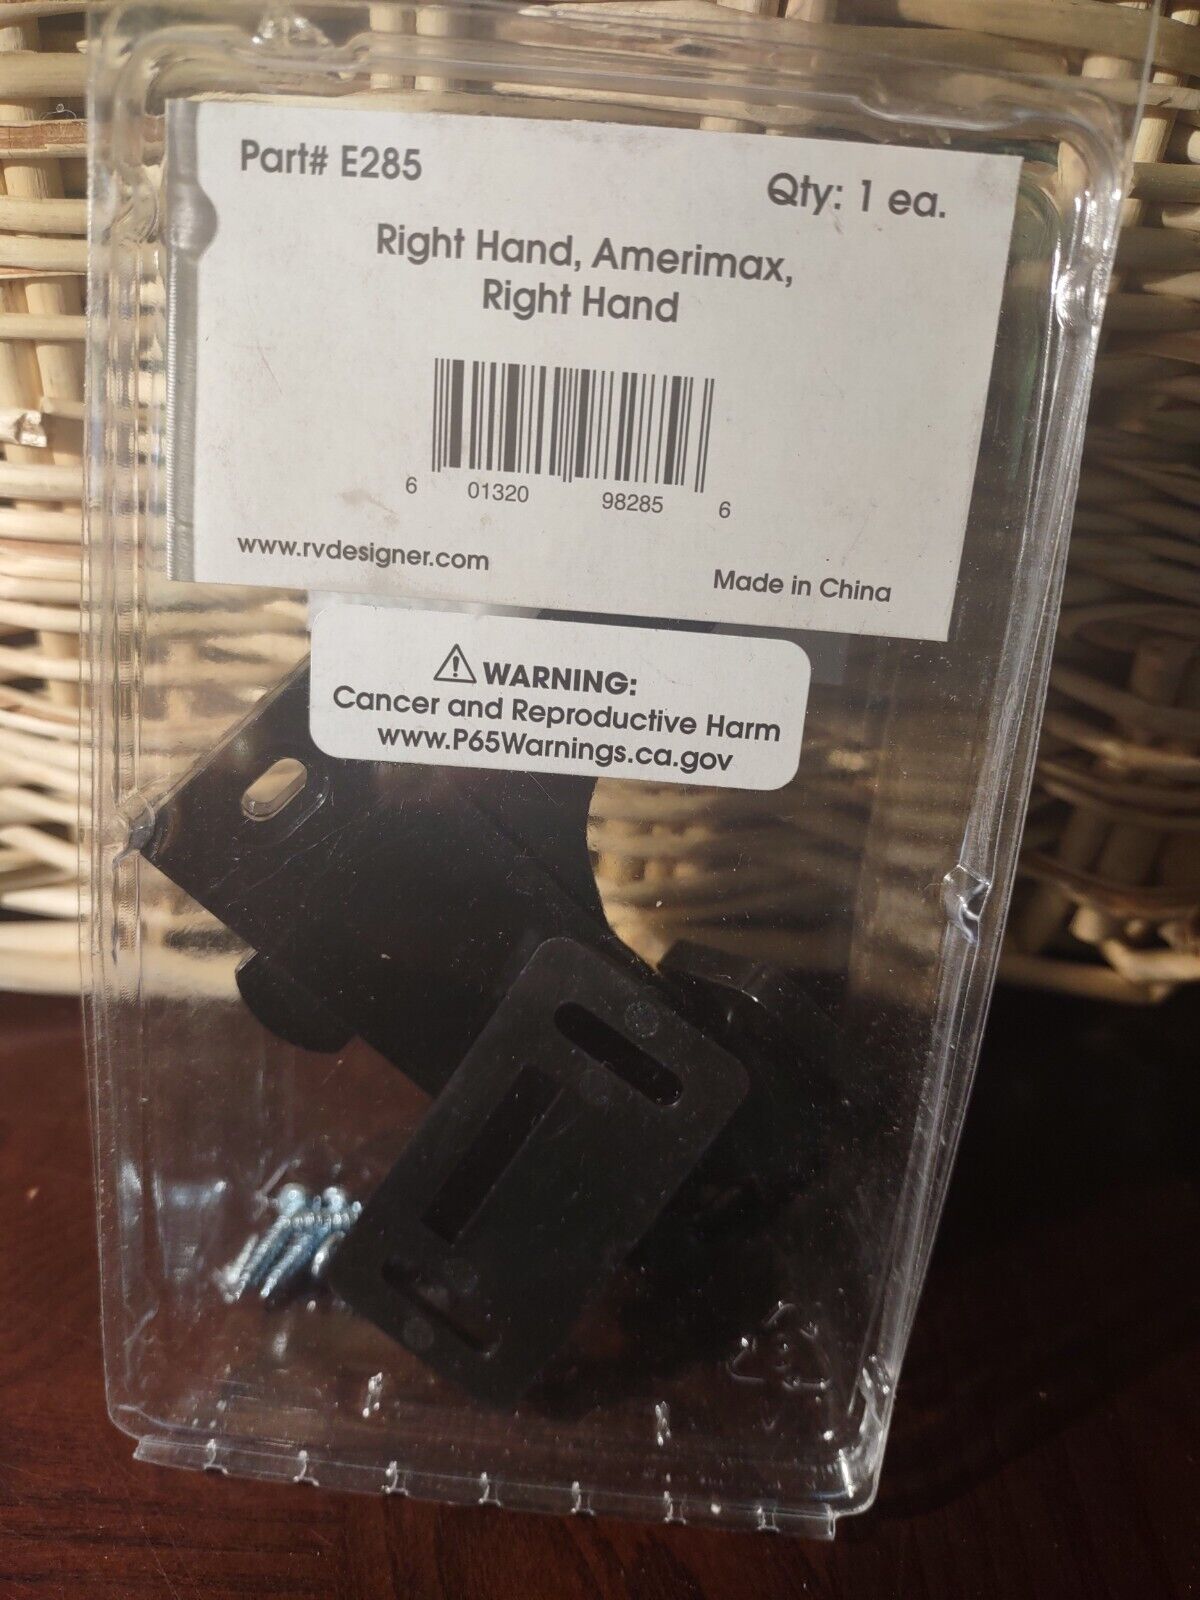 Part# E285
Qty: 1 ea.
Right Hand, Amerimax,
Right Hand
6 01320 98285 6
www.rvdesigner.com
Made in China
⚠ WARNING:
Cancer and Reproductive Harm
www.P65Warnings.ca.gov